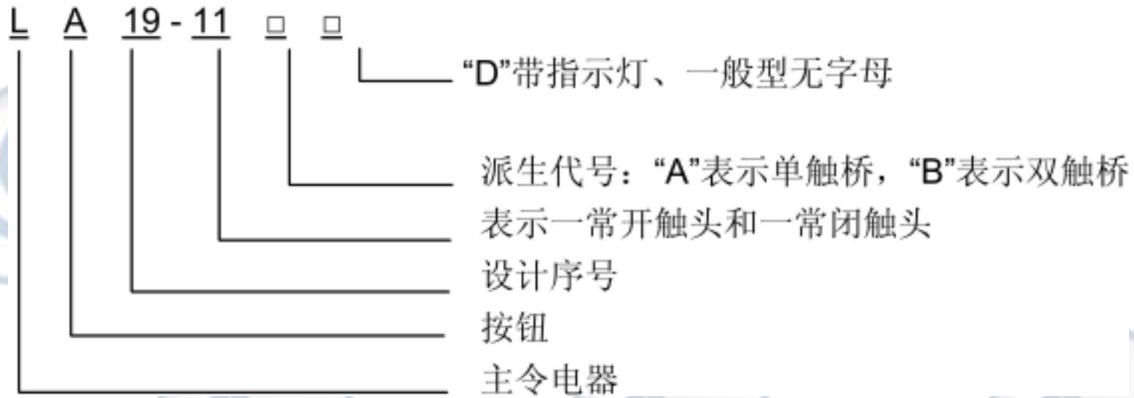 L A 19 - 11 □ □
“D”带指示灯、一般型无字母
派生代号：“A”表示单触桥，“B”表示双触桥
表示一常开触头和一常闭触头
设计序号
按钮
主令电器